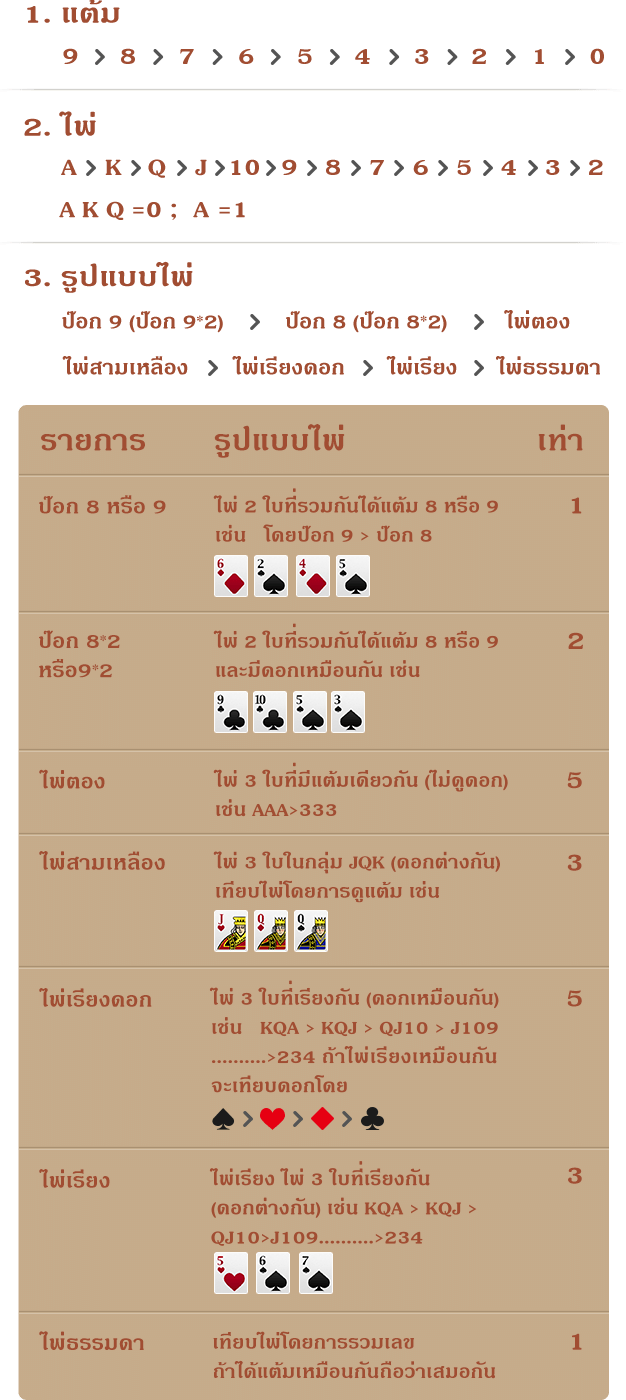 1. แต้ม
9 > 8 > 7 > 6 > 5 > 4 > 3 > 2 > 1 > 0
2. ไพ่
A > K > Q > J > 10 > 9 > 8 > 7 > 6 > 5 > 4 > 3 > 2
A K Q =0 ; A =1
3. รูปแบบไพ่
ป๊อก 9 (ป๊อก 9*2) > ป๊อก 8 (ป๊อก 8*2) > ไพ่ตอง
ไพ่สามเหลือง > ไพ่เรียงดอก > ไพ่เรียง > ไพ่ธรรมดา
รายการ รูปแบบไพ่ เท่า
ป๊อก 8 หรือ 9 ไพ่ 2 ใบที่รวมกันได้แต้ม 8 หรือ 9 1
เช่น โดยป๊อก 9 > ป๊อก 8
6 2 4 5
ป๊อก 8*2 ไพ่ 2 ใบที่รวมกันได้แต้ม 8 หรือ 9 2
หรือ9*2 และมีดอกเหมือนกัน เช่น
9 10 5 3
ไพ่ตอง ไพ่ 3 ใบที่มีแต้มเดียวกัน (ไม่ดูดอก) 5
เช่น AAA>333
ไพ่สามเหลือง ไพ่ 3 ใบในกลุ่ม JQK (ดอกต่างกัน) 3
เทียบไพ่โดยการดูแต้ม เช่น
J Q Q
ไพ่เรียงดอก ไพ่ 3 ใบที่เรียงกัน (ดอกเหมือนกัน) 5
เช่น KQA > KQJ > QJ10 > J109
..........>234 ถ้าไพ่เรียงเหมือนกัน
จะเทียบดอกโดย
♠ > ♥ > ♦ > ♣
ไพ่เรียง ไพ่เรียง ไพ่ 3 ใบที่เรียงกัน 3
(ดอกต่างกัน) เช่น KQA > KQJ >
QJ10>J109..........>234
5 6 7
ไพ่ธรรมดา เทียบไพ่โดยการรวมเลข 1
ถ้าได้แต้มเหมือนกันถือว่าเสมอกัน